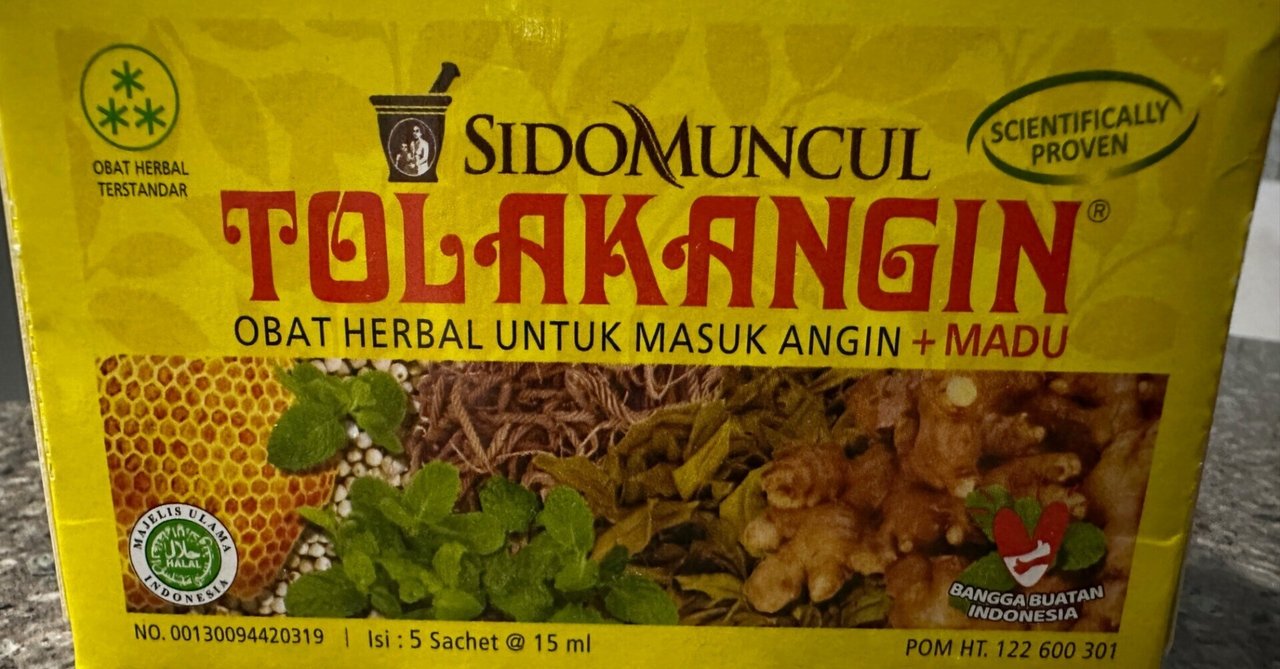 OBAT HERBAL
TERSTANDAR
SIDOMUNCUL
SCIENTIFICALLY
PROVEN
TOLAKANGIN®
OBAT HERBAL UNTUK MASUK ANGIN + MADU
MAJELIS ULAMA
حلال
HALAL
INDONESIA
BANGGA BUATAN
INDONESIA
NO. 00130094420319 | Isi : 5 Sachet @ 15 ml
POM HT. 122 600 301